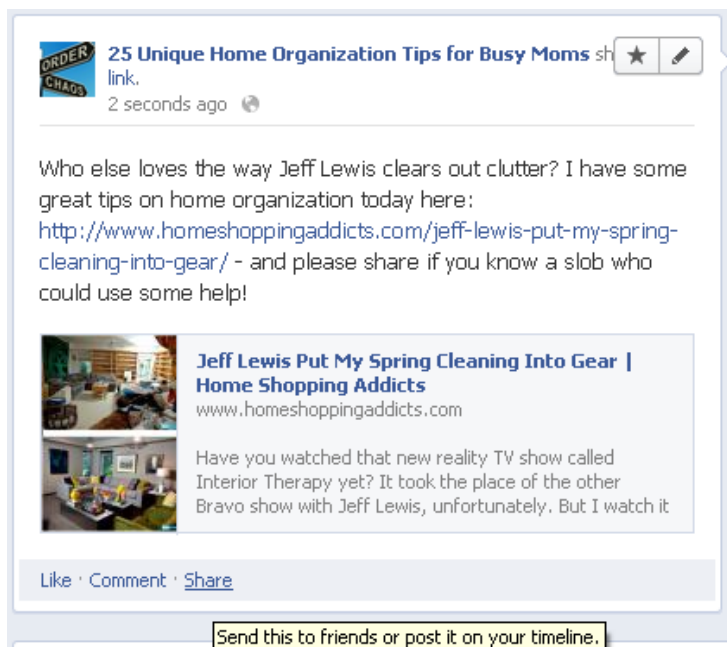 ORDER
CHAOS
25 Unique Home Organization Tips for Busy Moms sh
link.
2 seconds ago
Who else loves the way Jeff Lewis clears out clutter? I have some
great tips on home organization today here:
http://www.homeshoppingaddicts.com/jeff-lewis-put-my-spring-
cleaning-into-gear/ - and please share if you know a slob who
could use some help!
Jeff Lewis Put My Spring Cleaning Into Gear |
Home Shopping Addicts
www.homeshoppingaddicts.com
Have you watched that new reality TV show called
Interior Therapy yet? It took the place of the other
Bravo show with Jeff Lewis, unfortunately. But I watch it
Like · Comment · Share
Send this to friends or post it on your timeline.